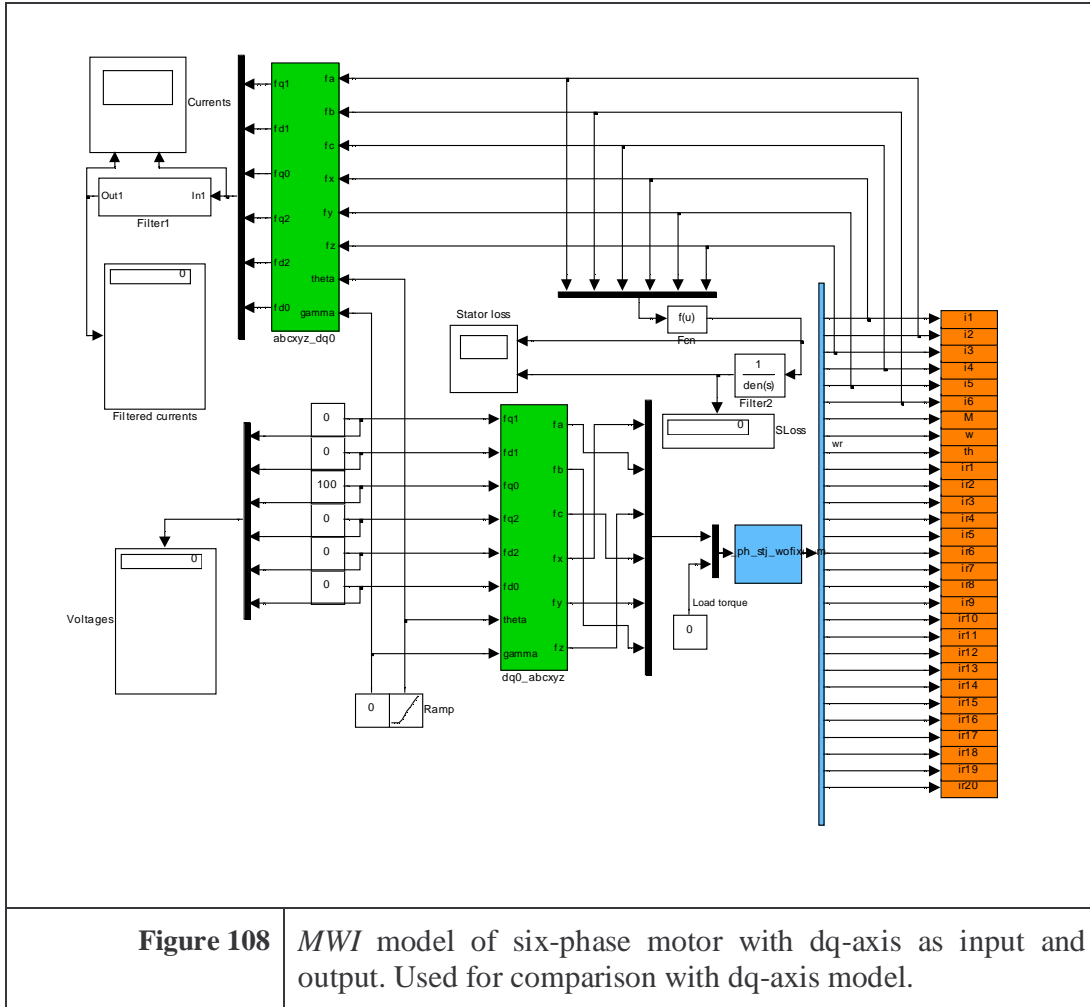 Currents
Out1
In1
Filter1
0
Filtered currents
fq1
fd1
fq0
fq2
fd2
fd0
fa
fb
fc
fx
fy
fz
theta
gamma
abcxyz_dq0
Stator loss
f(u)
Fcn
1
den(s)
Filter2
0
SLoss
0
0
100
0
0
0
0
Voltages
fq1
fd1
fq0
fq2
fd2
fd0
theta
gamma
fa
fb
fc
fx
fy
fz
dq0_abcxyz
0
Ramp
Load torque
0
wr
i1
i2
i3
i4
i5
i6
M
w
th
ir1
ir2
ir3
ir4
ir5
ir6
ir7
ir8
ir9
ir10
ir11
ir12
ir13
ir14
ir15
ir16
ir17
ir18
ir19
ir20
Figure 108
MWI model of six-phase motor with dq-axis as input and
output. Used for comparison with dq-axis model.